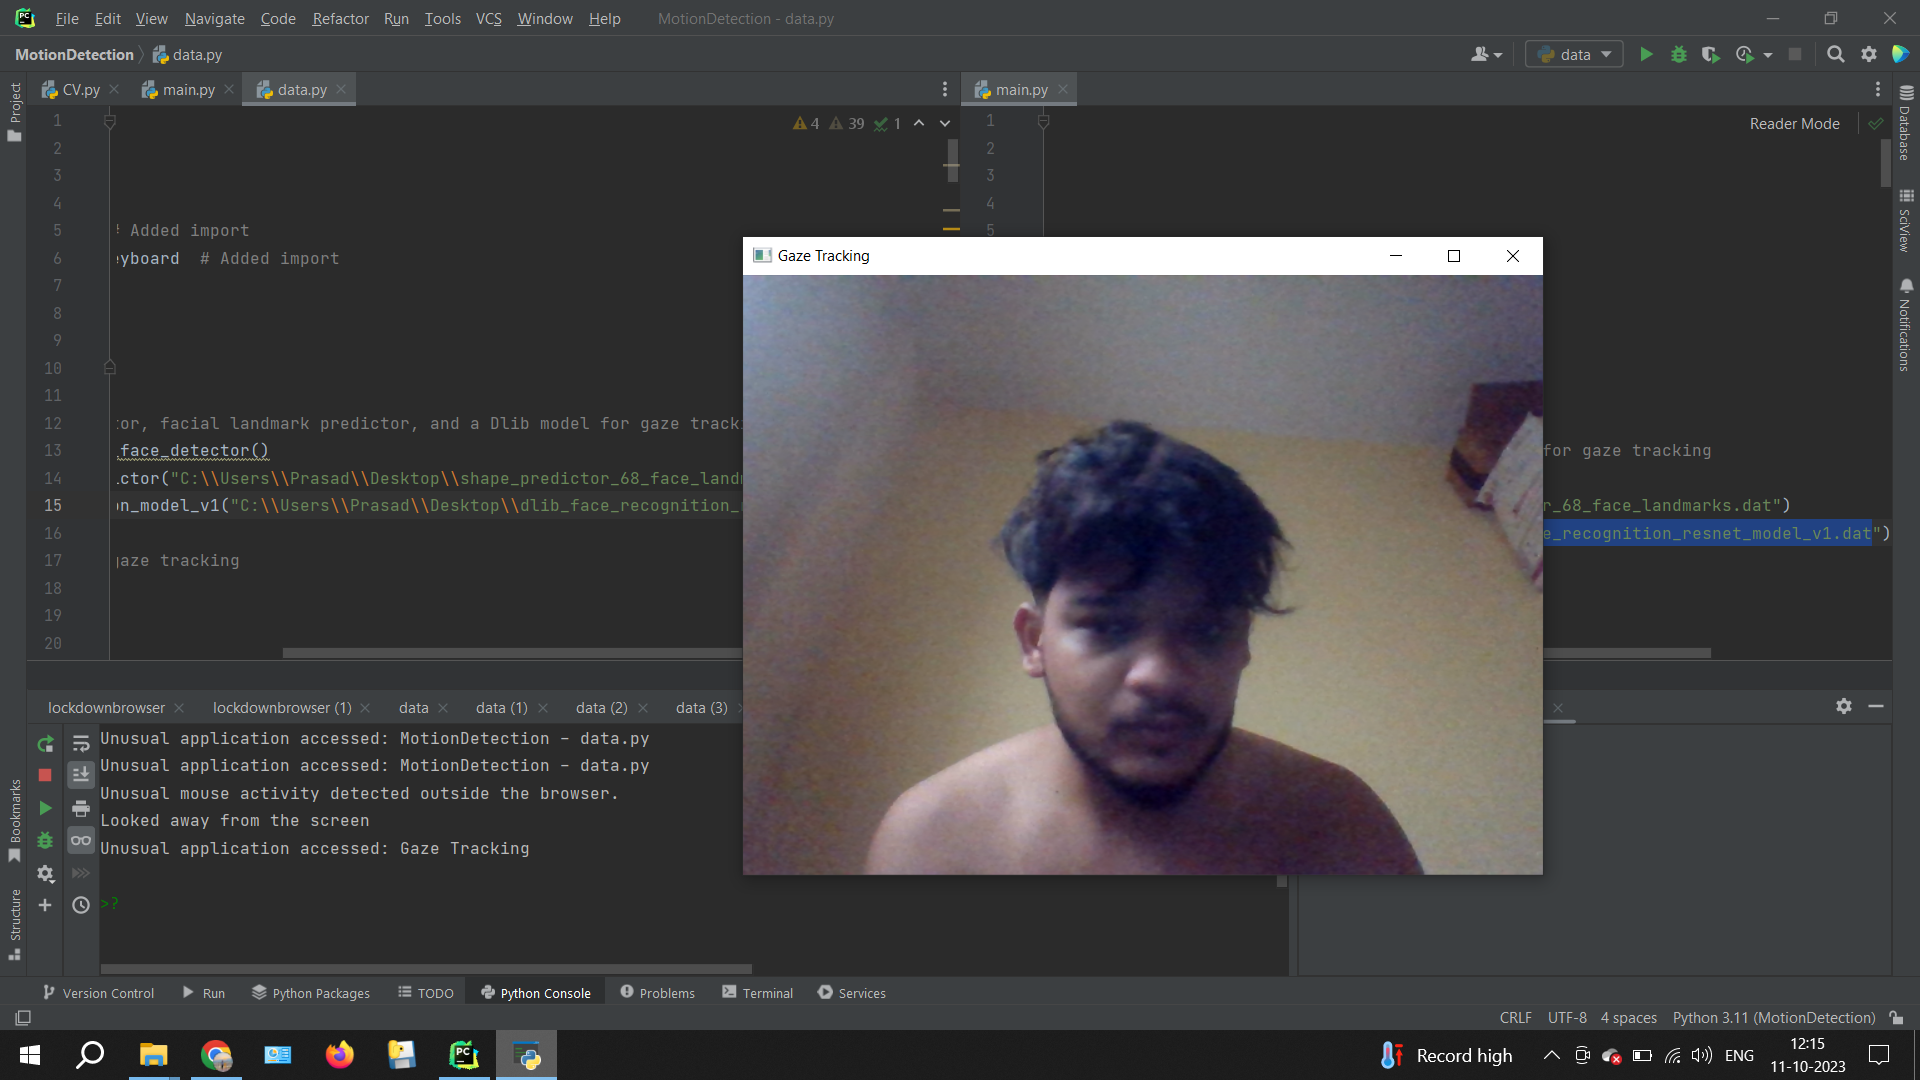 File Edit View Navigate Code Refactor Run Tools VCS Window Help MotionDetection - data.py
MotionDetection data.py
data
CV.py main.py data.py
main.py
Project
Database
SciView
Notifications
4 39 1
Reader Mode
1
2
3
4
5 # Added import
6 eyboard # Added import
7
8
9
10
11
12 tor, facial landmark predictor, and a Dlib model for gaze tracki
13 _face_detector()
14 ictor("C:\\Users\\Prasad\\Desktop\\shape_predictor_68_face_land
15 on_model_v1("C:\\Users\\Prasad\\Desktop\\dlib_face_recognition_
16
17 gaze tracking
18
19
20
1
2
3
4
5
for gaze tracking
r_68_face_landmarks.dat")
e_recognition_resnet_model_v1.dat")
Gaze Tracking
lockdownbrowser lockdownbrowser (1) data data (1) data (2) data (3)
Unusual application accessed: MotionDetection - data.py
Unusual application accessed: MotionDetection - data.py
Unusual mouse activity detected outside the browser.
Looked away from the screen
Unusual application accessed: Gaze Tracking
>?
Bookmarks
Structure
Version Control Run Python Packages TODO Python Console Problems Terminal Services
CRLF UTF-8 4 spaces Python 3.11 (MotionDetection)
Record high
ENG
12:15
11-10-2023